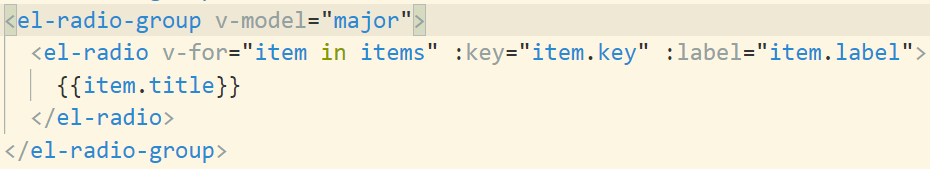 <el-radio-group v-model="major">
<el-radio v-for="item in items" :key="item.key" :label="item.label">
{{item.title}}
</el-radio>
</el-radio-group>